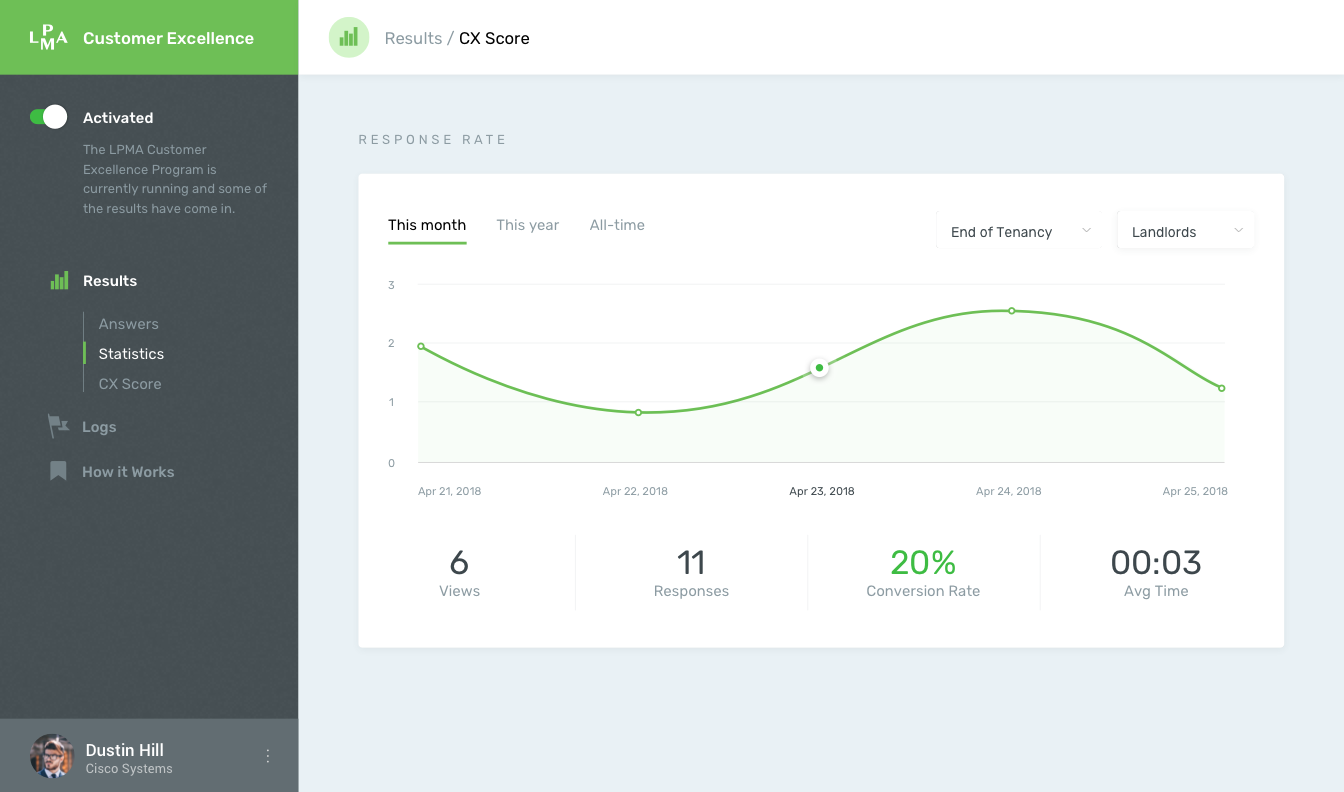 LPMA
Customer Excellence
Results / CX Score
Activated
The LPMA Customer
Excellence Program is
currently running and some of
the results have come in.
Results
Answers
Statistics
CX Score
Logs
How it Works
Dustin Hill
Cisco Systems
RESPONSE RATE
This month This year All-time
End of Tenancy
Landlords
3
2
1
0
Apr 21, 2018 Apr 22, 2018 Apr 23, 2018 Apr 24, 2018 Apr 25, 2018
6 11 20% 00:03
Views Responses Conversion Rate Avg Time